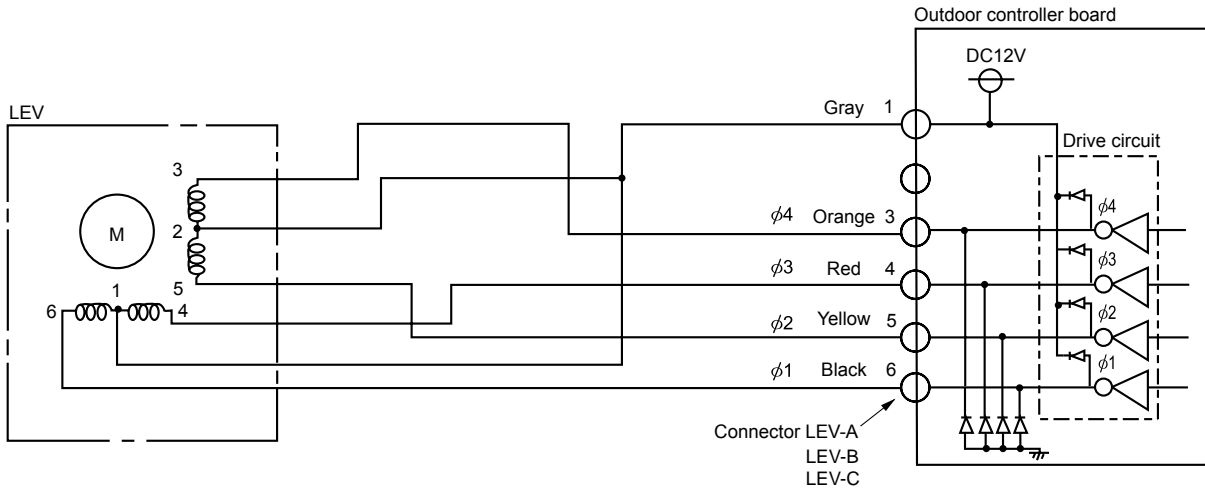 Outdoor controller board
DC12V
LEV
Gray 1
Drive circuit
3
ϕ4 Orange 3
ϕ4
M
2
ϕ3 Red 4
ϕ3
5
1
6
4
ϕ2 Yellow 5
ϕ2
ϕ1 Black 6
ϕ1
Connector LEV-A
LEV-B
LEV-C